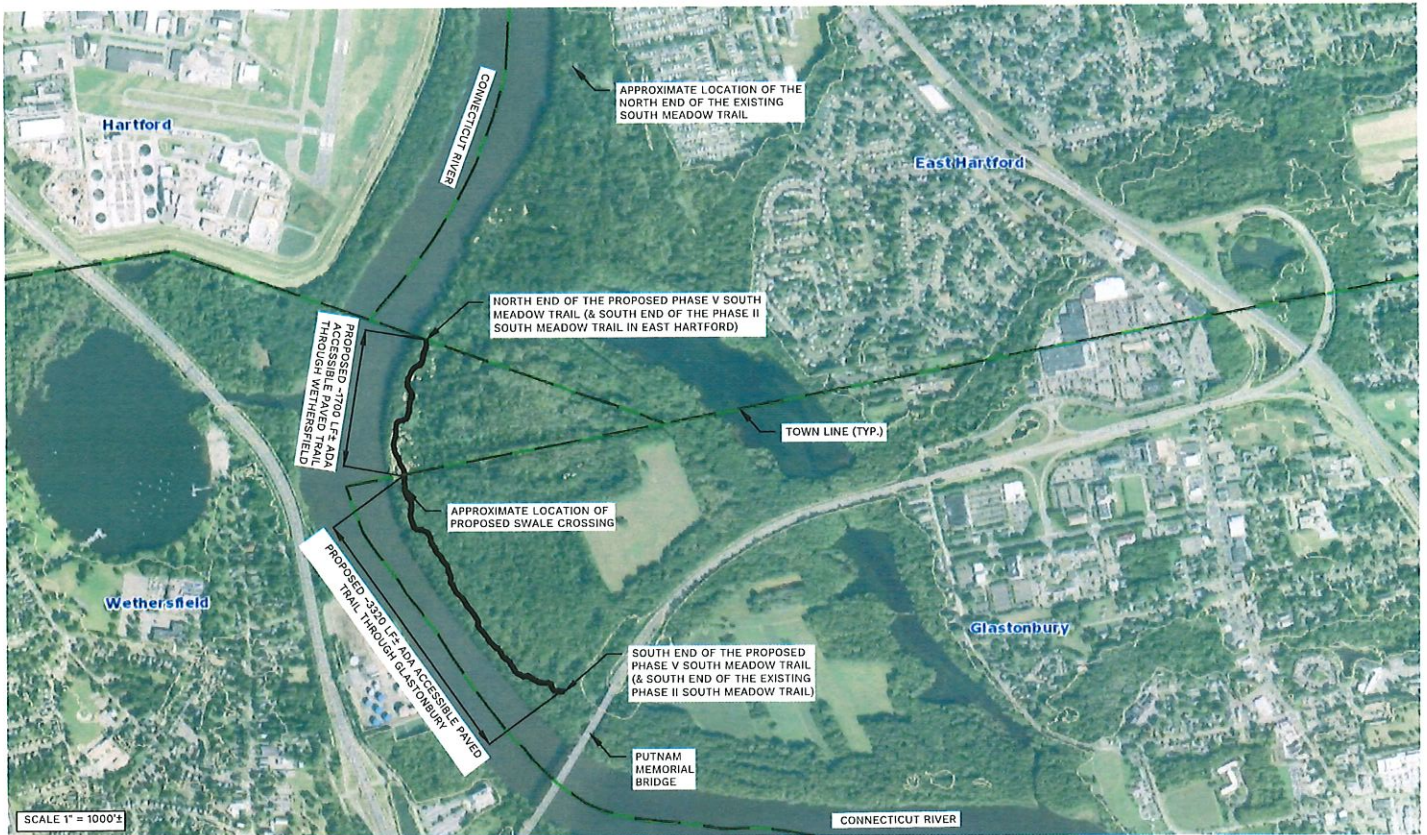 APPROXIMATE LOCATION OF THE
NORTH END OF THE EXISTING
SOUTH MEADOW TRAIL
CONNECTICUT RIVER
Hartford
East Hartford
NORTH END OF THE PROPOSED PHASE V SOUTH
MEADOW TRAIL (& SOUTH END OF THE PHASE II
SOUTH MEADOW TRAIL IN EAST HARTFORD)
PROPOSED ~1700 LF± ADA
ACCESSIBLE PAVED TRAIL
THROUGH WETHERSFIELD
TOWN LINE (TYP.)
APPROXIMATE LOCATION OF
PROPOSED SWALE CROSSING
PROPOSED ~3320 LF± ADA ACCESSIBLE PAVED
TRAIL THROUGH GLASTONBURY
Wethersfield
Glastonbury
SOUTH END OF THE PROPOSED
PHASE V SOUTH MEADOW TRAIL
(& SOUTH END OF THE EXISTING
PHASE II SOUTH MEADOW TRAIL)
PUTNAM
MEMORIAL
BRIDGE
SCALE 1" = 1000'±
CONNECTICUT RIVER